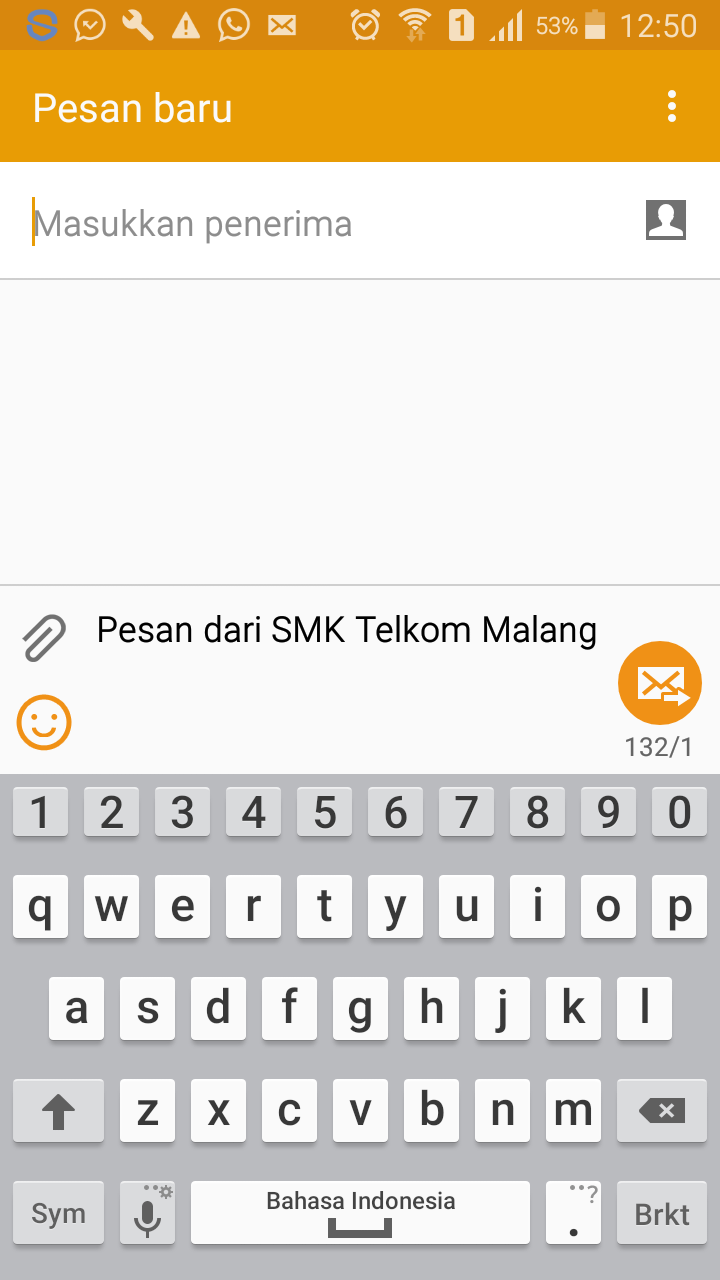 53% 12:50
Pesan baru
Masukkan penerima
Pesan dari SMK Telkom Malang
132/1
1 2 3 4 5 6 7 8 9 0
q w e r t y u i o p
a s d f g h j k l
z x c v b n m
Sym Bahasa Indonesia . ? Brkt